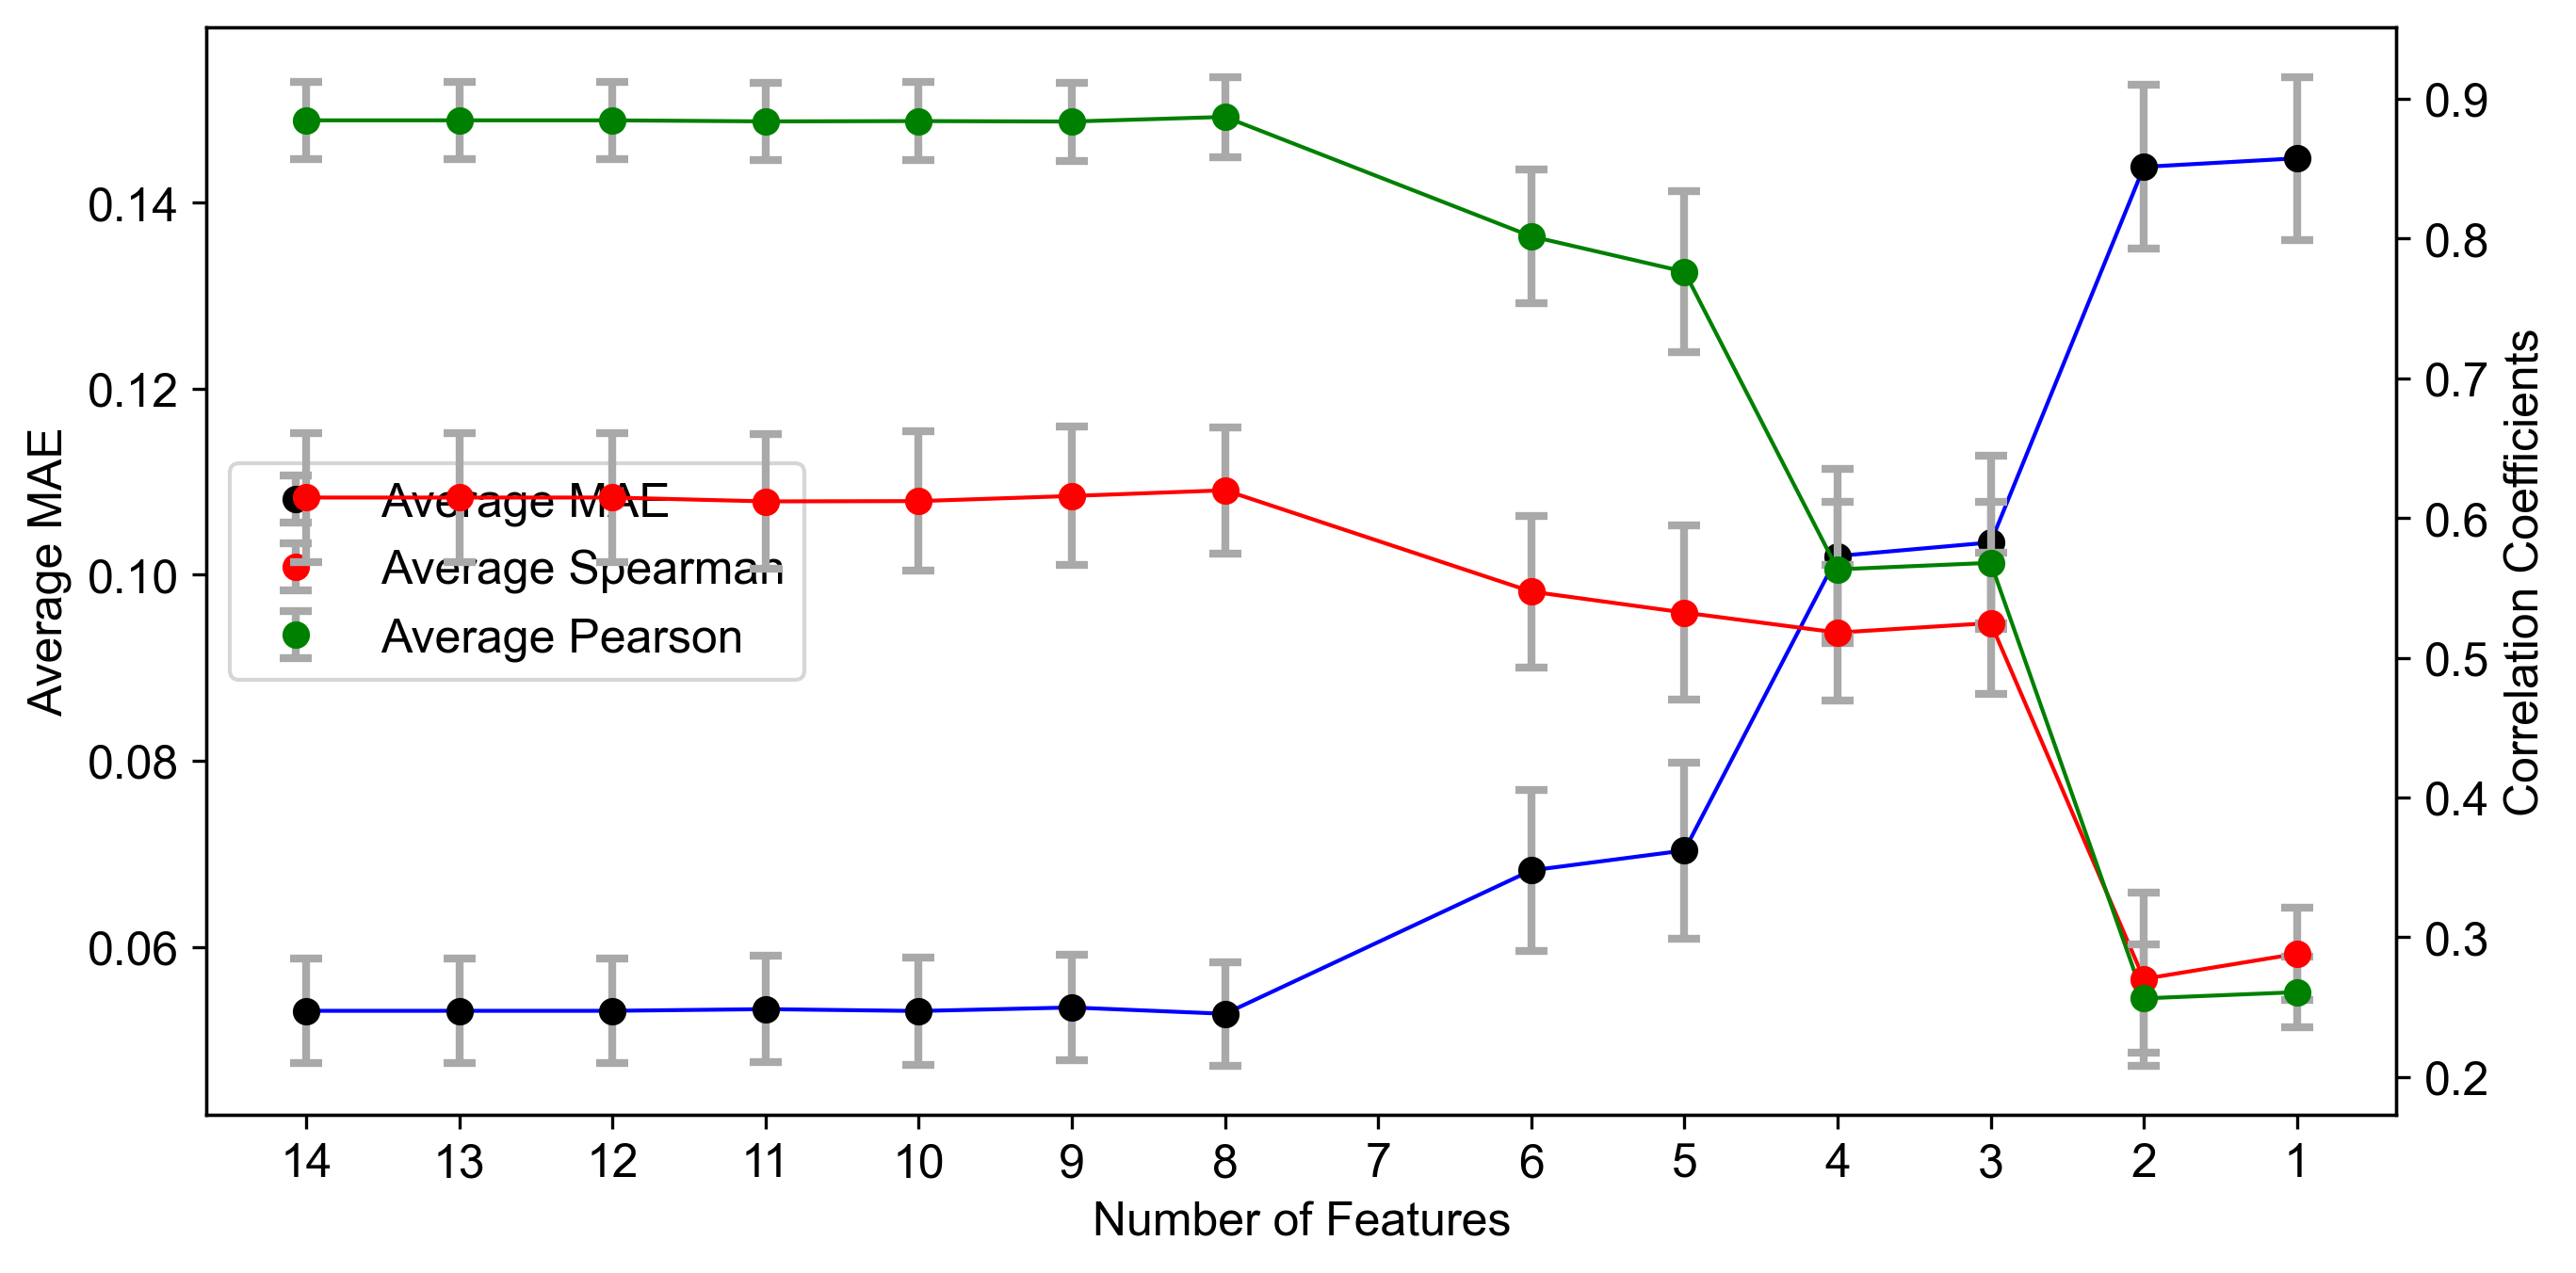 0.14
0.12
0.10
0.08
0.06
Average MAE
0.9
0.8
0.7
0.6
0.5
0.4
0.3
0.2
Correlation Coefficients
Average MAE
Average Spearman
Average Pearson
14 13 12 11 10 9 8 7 6 5 4 3 2 1
Number of Features